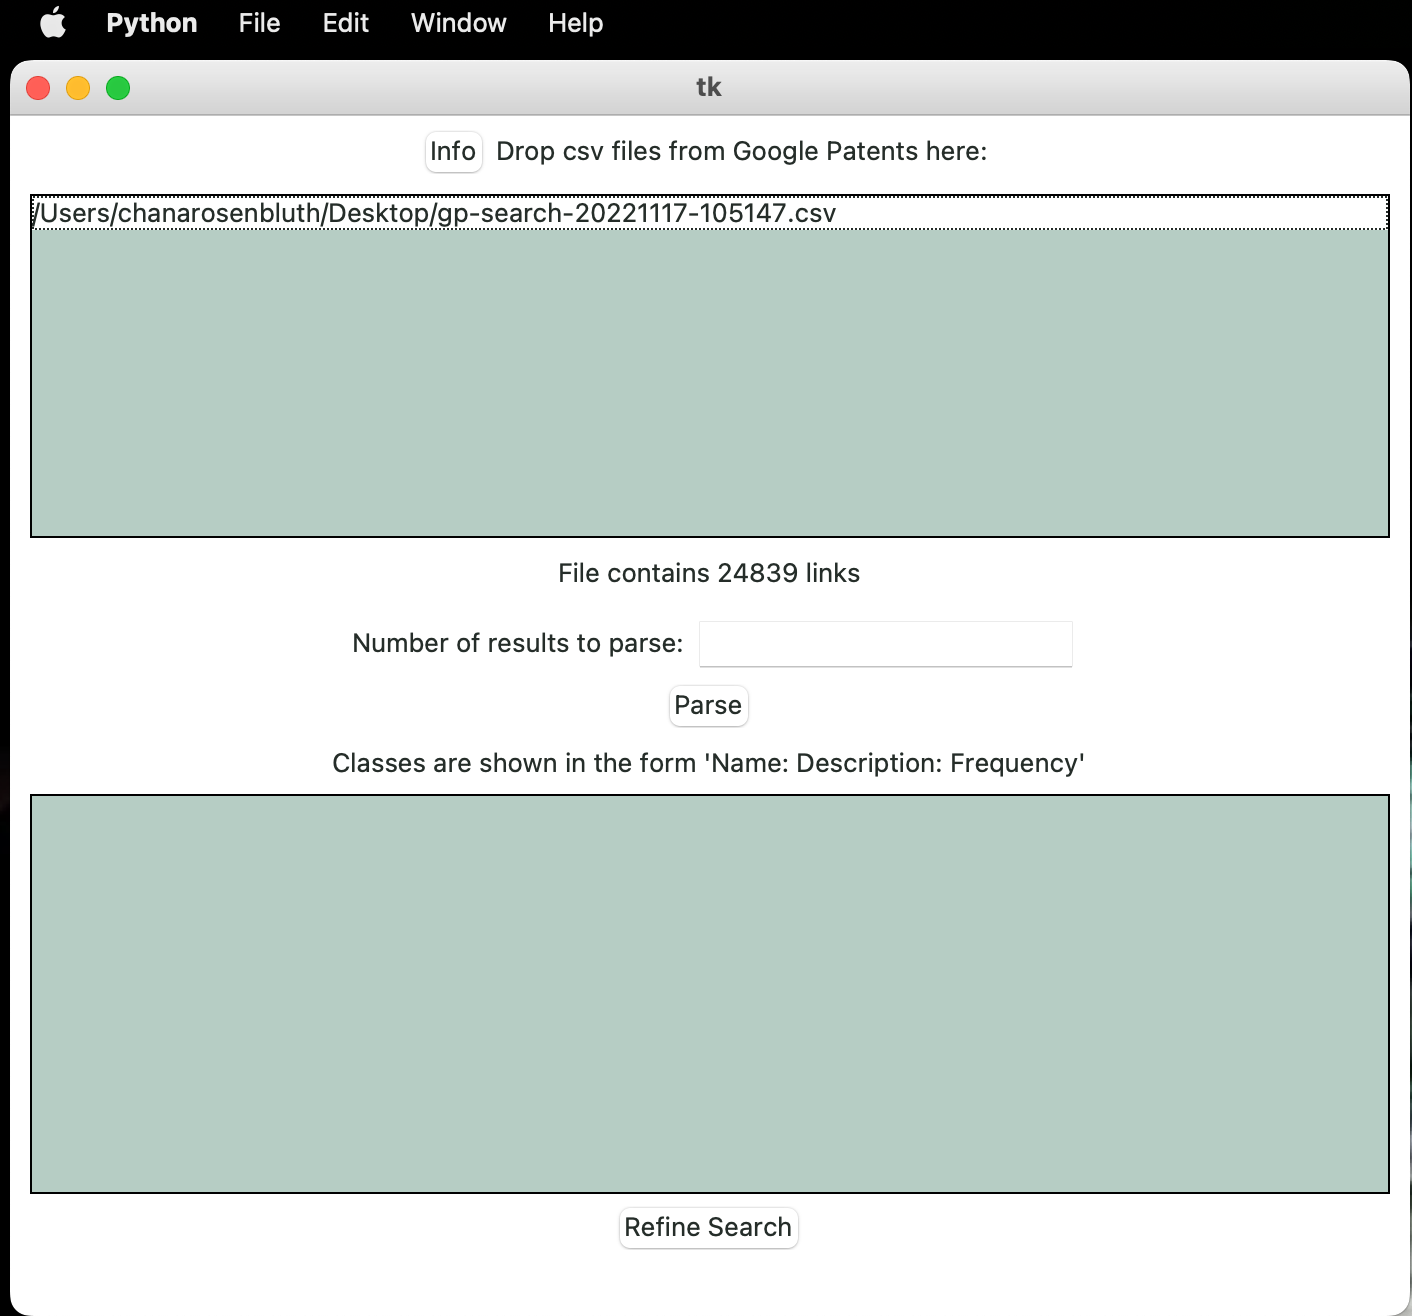 Python File Edit Window Help
tk
Info Drop csv files from Google Patents here:
/Users/chanarosenbluth/Desktop/gp-search-20221117-105147.csv
File contains 24839 links
Number of results to parse:
Parse
Classes are shown in the form 'Name: Description: Frequency'
Refine Search